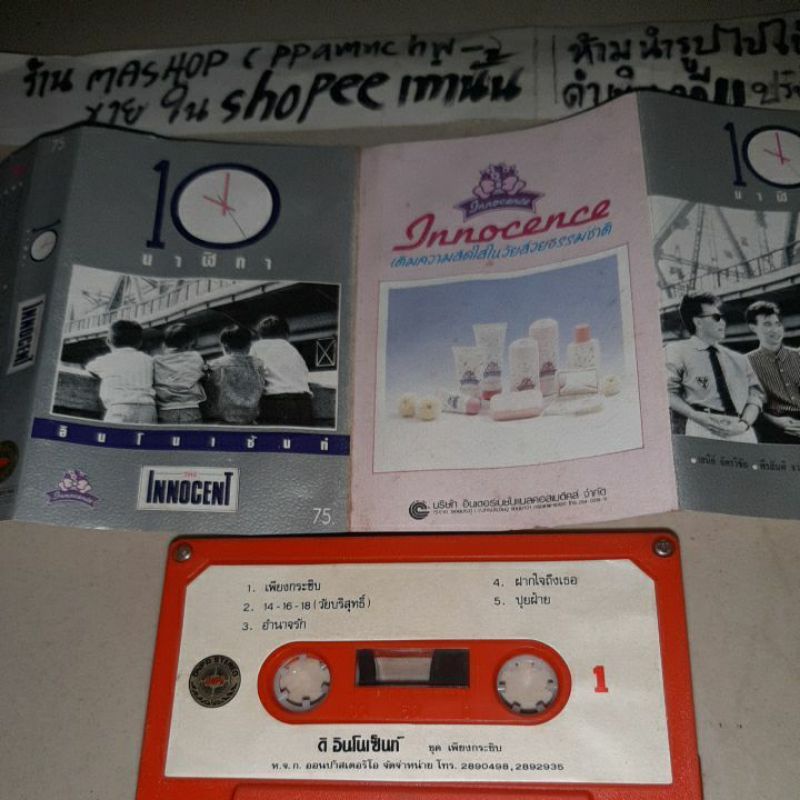 ร้าน MASHOP (ppamnc hw-2
ขาย ใน shopee เท่านั้น
ห้ามนำรูปไปใช้
75
10
นาฬิกา
INNOCENT
อินโนเซ้นท์
Innocence
THE
INNOCENT
75.
Innocence
Innocence
เติมความสดใสในวัยสวยธรรมชาติ
บริษัท อินเตอร์เนชั่นแนลคอสเมติคส์ จำกัด
10
1. เพียงกระซิบ
2. 14-16-18 (วัยบริสุทธิ์)
3. อำนาจรัก
4. ฝากใจถึงเธอ
5. ปุยฝ้าย
ONPA STEREO
1
ดิ อินโนเซ็นท์ ชุด เพียงกระซิบ
ห.จ.ก. ออนป้าสเตอริโอ จัดจำหน่าย โทร. 2890498,2892935